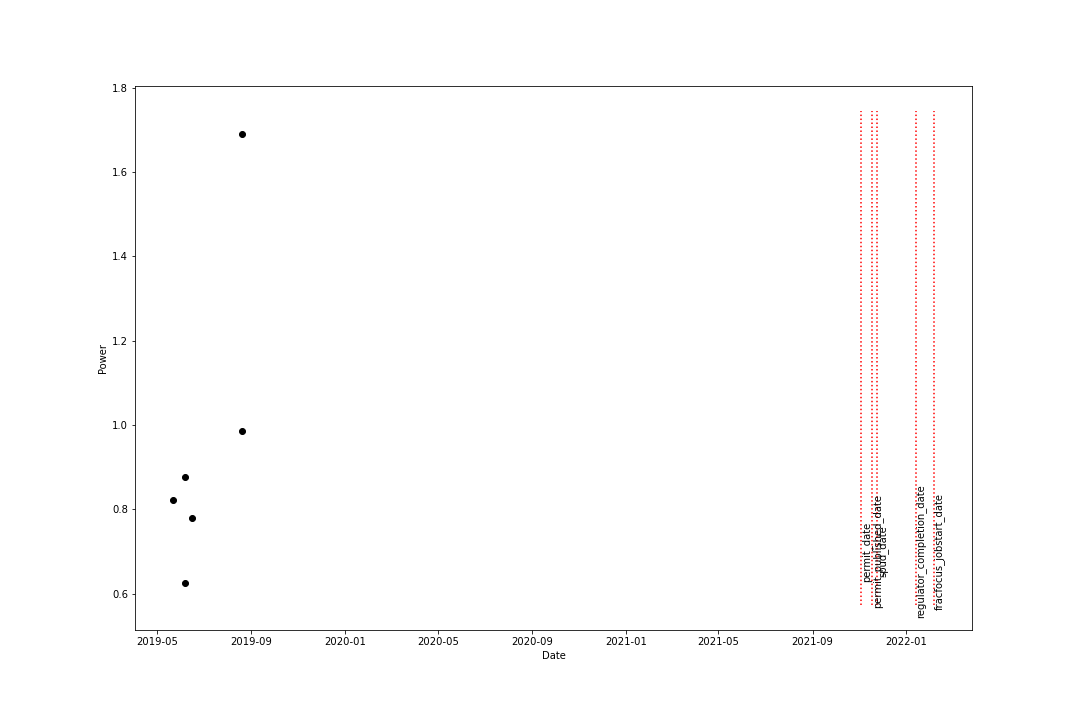 1.8
1.6
1.4
1.2
1.0
0.8
0.6
Power
permit_date
permit_published_date
spud_date
regulator_completion_date
fracfocus_jobstart_date
2019-05
2019-09
2020-01
2020-05
2020-09
2021-01
2021-05
2021-09
2022-01
Date